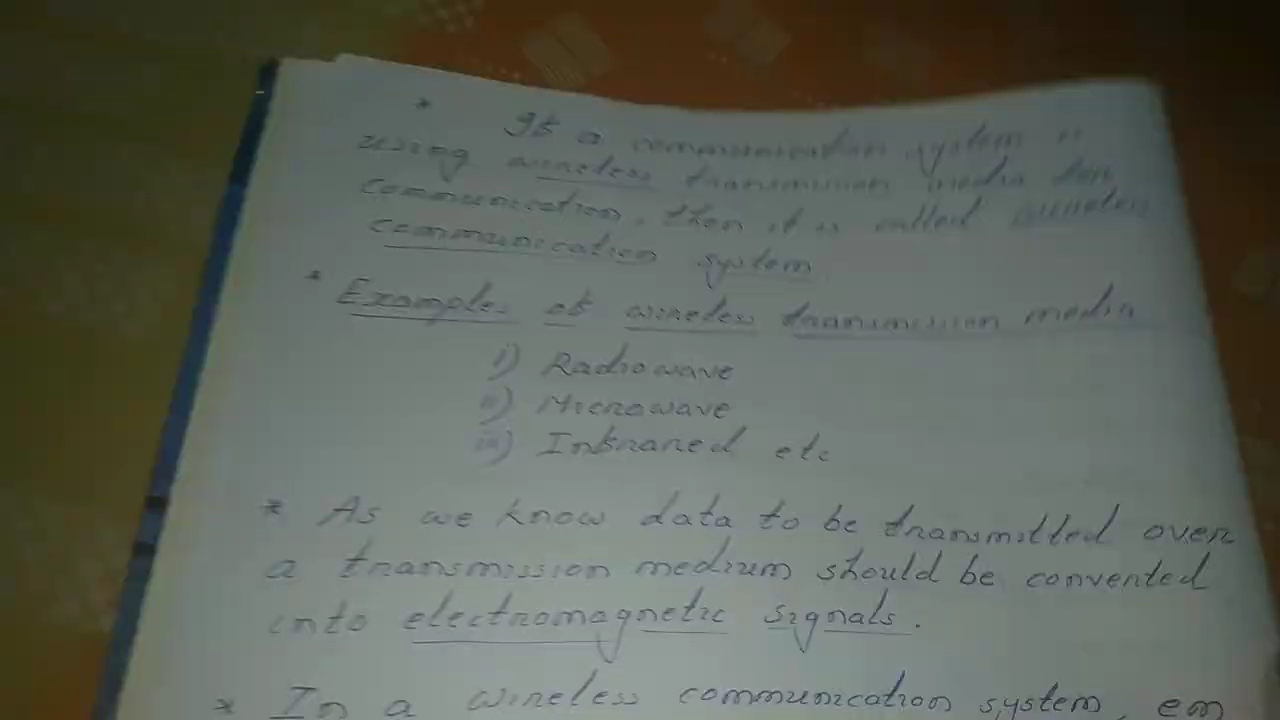 * If a communication system is
using wireless transmission media for
communication, then it is called wireless
communication system
* Examples of wireless transmission media
i) Radiowave
ii) Microwave
iii) Infrared etc
* As we know data to be transmitted over
a transmission medium should be converted
into electromagnetic signals.
* In a wireless communication system, em